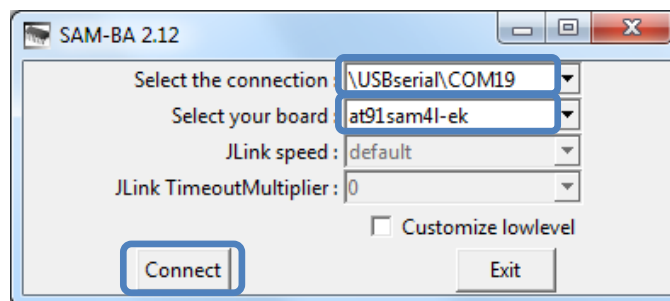 SAM-BA 2.12
Select the connection : \USBserial\COM19
Select your board : at91sam4l-ek
JLink speed : default
JLink TimeoutMultiplier : 0
Customize lowlevel
Connect Exit